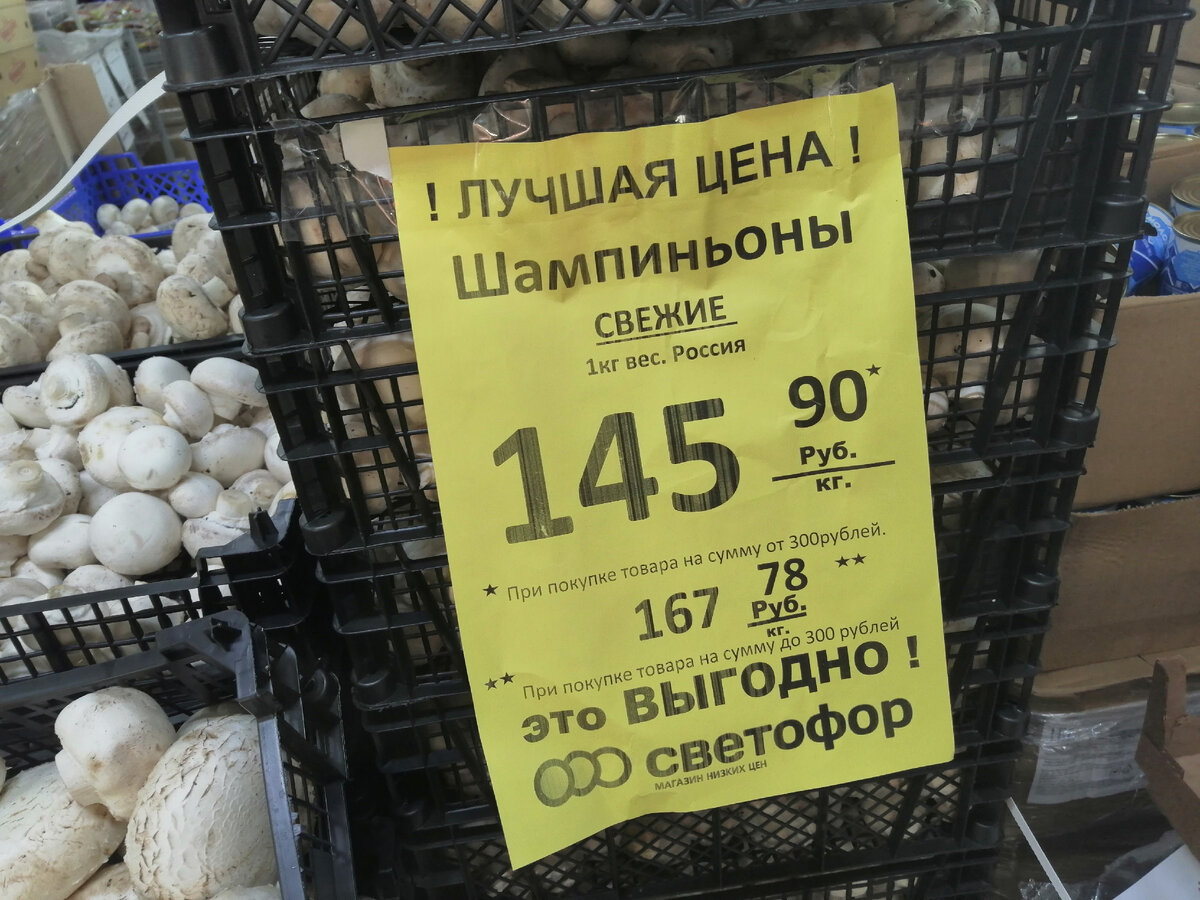 ! ЛУЧШАЯ ЦЕНА !
Шампиньоны
СВЕЖИЕ
1кг вес. Россия
145 90*
Руб.
кг.
* При покупке товара на сумму от 300рублей.
167 78 **
Руб.
кг.
** При покупке товара на сумму до 300 рублей
это ВЫГОДНО !
светофор
МАГАЗИН НИЗКИХ ЦЕН